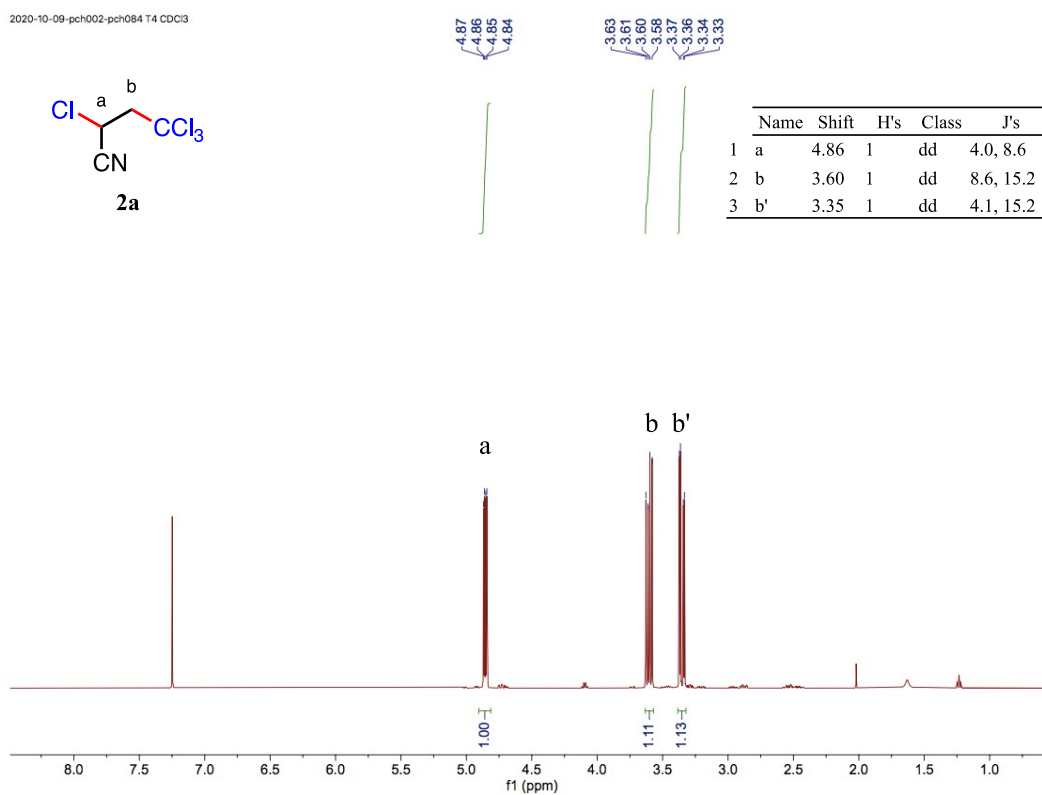 2020-10-09-pch002-pch084 T4 CDCl3
4.87
4.86
4.85
4.84
3.63
3.61
3.60
3.58
3.37
3.36
3.34
3.33
a
b
Cl
CCl3
CN
2a
Name Shift H's Class J's
1 a 4.86 1 dd 4.0, 8.6
2 b 3.60 1 dd 8.6, 15.2
3 b' 3.35 1 dd 4.1, 15.2
a
b b'
1.00
1.11
1.13
8.0 7.5 7.0 6.5 6.0 5.5 5.0 4.5 4.0 3.5 3.0 2.5 2.0 1.5 1.0
f1 (ppm)